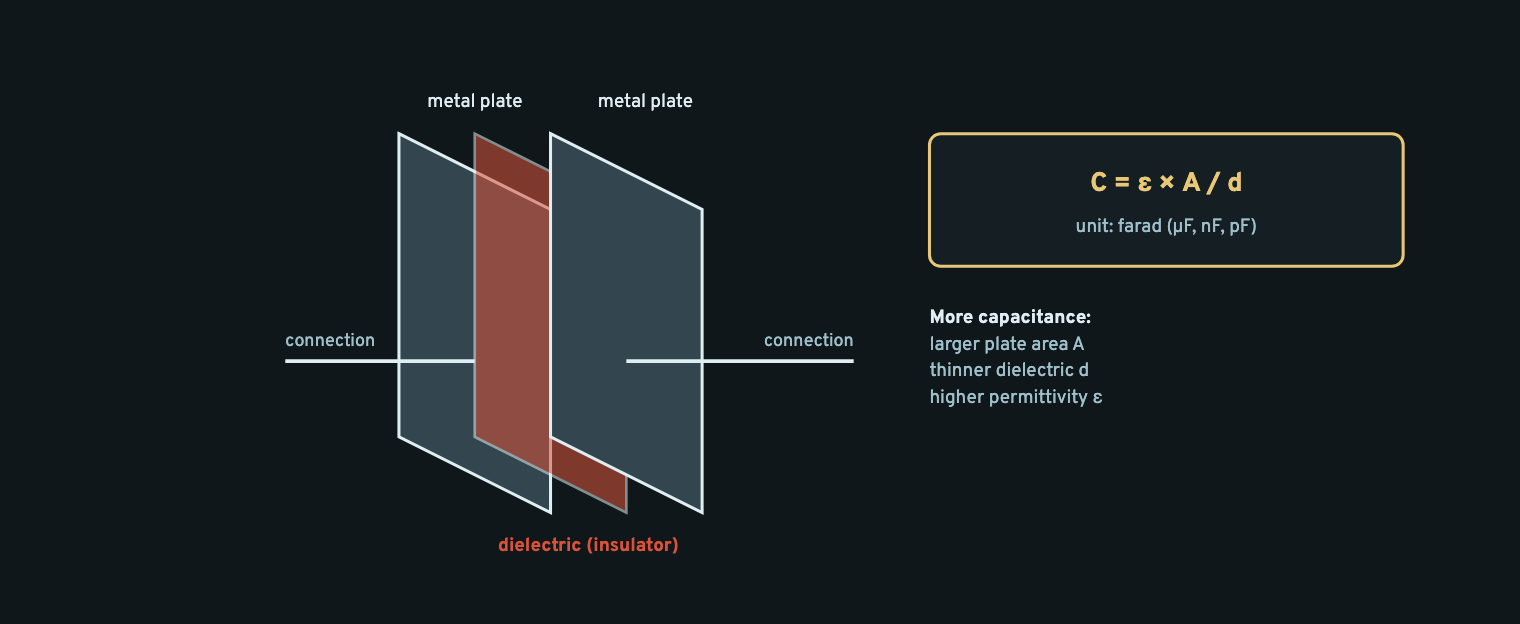 metal plate
metal plate
connection
connection
dielectric (insulator)
C = ε × A / d
unit: farad (µF, nF, pF)
More capacitance:
larger plate area A
thinner dielectric d
higher permittivity ε